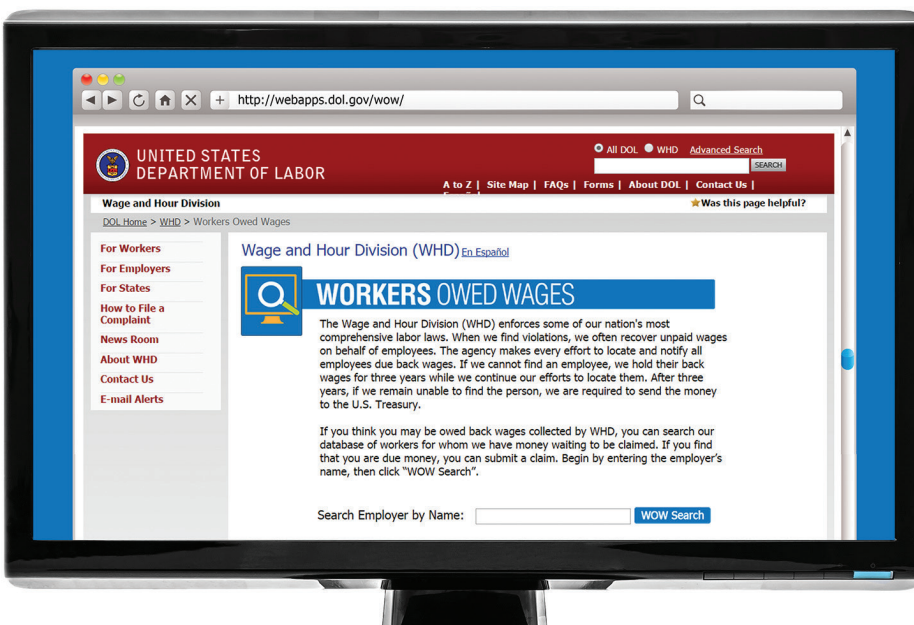 http://webapps.dol.gov/wow/
UNITED STATES
DEPARTMENT OF LABOR
All DOL WHD Advanced Search
SEARCH
A to Z | Site Map | FAQs | Forms | About DOL | Contact Us |
Wage and Hour Division
Was this page helpful?
DOL Home > WHD > Workers Owed Wages
For Workers
For Employers
For States
How to File a
Complaint
News Room
About WHD
Contact Us
E-mail Alerts
Wage and Hour Division (WHD) En Español
WORKERS OWED WAGES
The Wage and Hour Division (WHD) enforces some of our nation's most
comprehensive labor laws. When we find violations, we often recover unpaid wages
on behalf of employees. The agency makes every effort to locate and notify all
employees due back wages. If we cannot find an employee, we hold their back
wages for three years while we continue our efforts to locate them. After three
years, if we remain unable to find the person, we are required to send the money
to the U.S. Treasury.
If you think you may be owed back wages collected by WHD, you can search our
database of workers for whom we have money waiting to be claimed. If you find
that you are due money, you can submit a claim. Begin by entering the employer's
name, then click “WOW Search”.
Search Employer by Name:
WOW Search